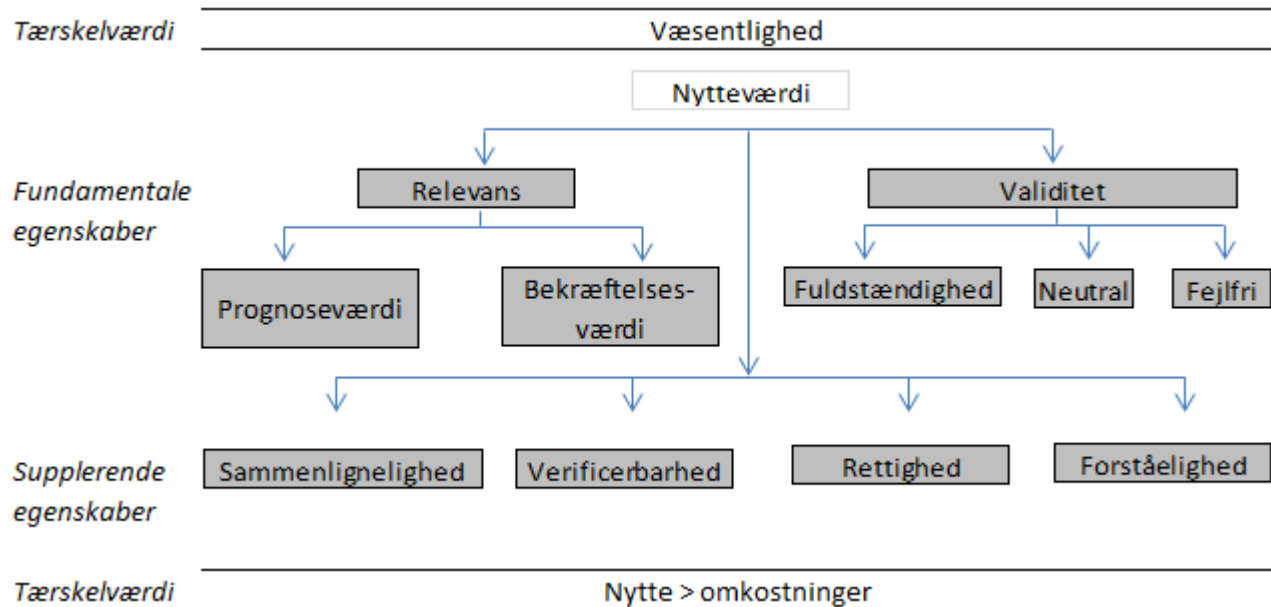 Tærskelværdi Væsentlighed
Nytteværdi
Fundamentale
egenskaber
Relevans Validitet
Prognoseværdi
Bekræftelses-
værdi
Fuldstændighed Neutral Fejlfri
Supplerende
egenskaber
Sammenlignelighed Verificerbarhed Rettighed Forståelighed
Tærskelværdi Nytte > omkostninger